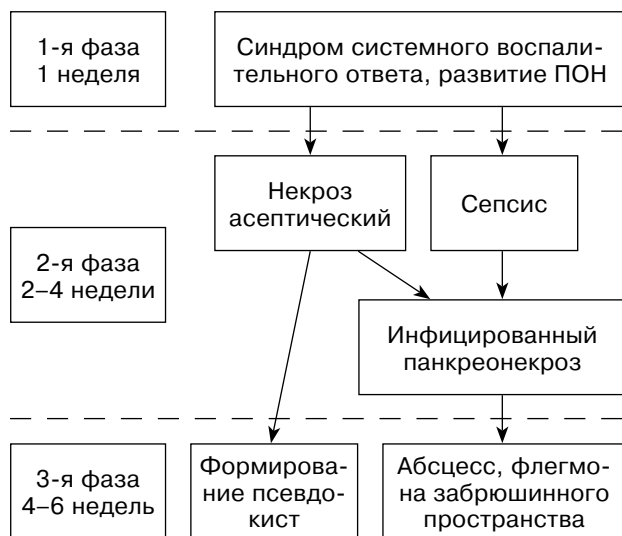 1-я фаза
1 неделя
Синдром системного воспали-
тельного ответа, развитие ПОН
Некроз
асептический
Сепсис
2-я фаза
2–4 недели
Инфицированный
панкреонекроз
3-я фаза
4–6 недель
Формирова-
ние псевдо-
кист
Абсцесс, флегмо-
на забрюшинного
пространства